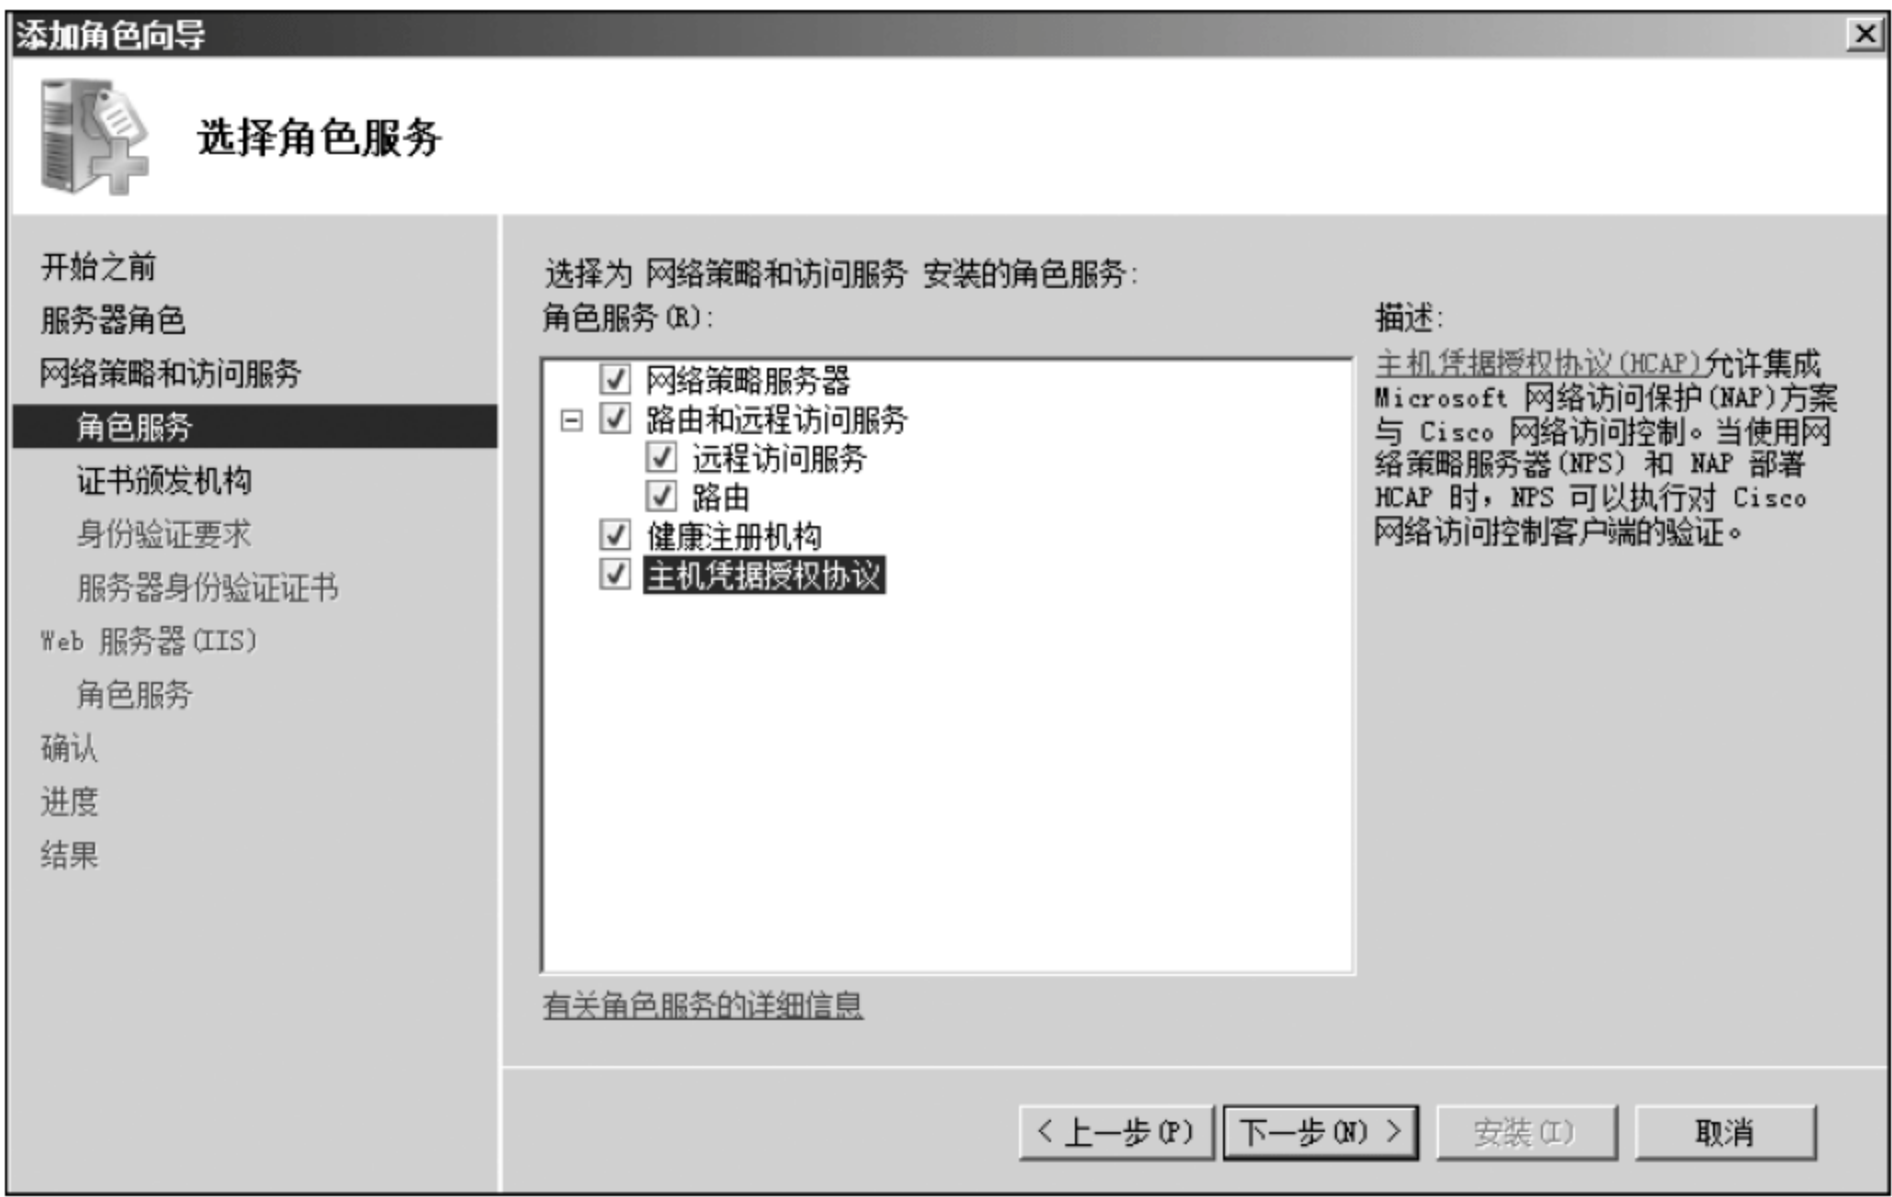 添加角色向导
选择角色服务
开始之前
服务器角色
网络策略和访问服务
角色服务
证书颁发机构
身份验证要求
服务器身份验证证书
Web 服务器(IIS)
角色服务
确认
进度
结果
选择为 网络策略和访问服务 安装的角色服务:
角色服务(R):
网络策略服务器
路由和远程访问服务
远程访问服务
路由
健康注册机构
主机凭据授权协议
有关角色服务的详细信息
描述:
主机凭据授权协议(HCAP)允许集成
Microsoft 网络访问保护(NAP)方案
与 Cisco 网络访问控制。当使用网
络策略服务器(NPS) 和 NAP 部署
HCAP 时，NPS 可以执行对 Cisco
网络访问控制客户端的验证。
< 上一步(P)
下一步(N) >
安装(I)
取消